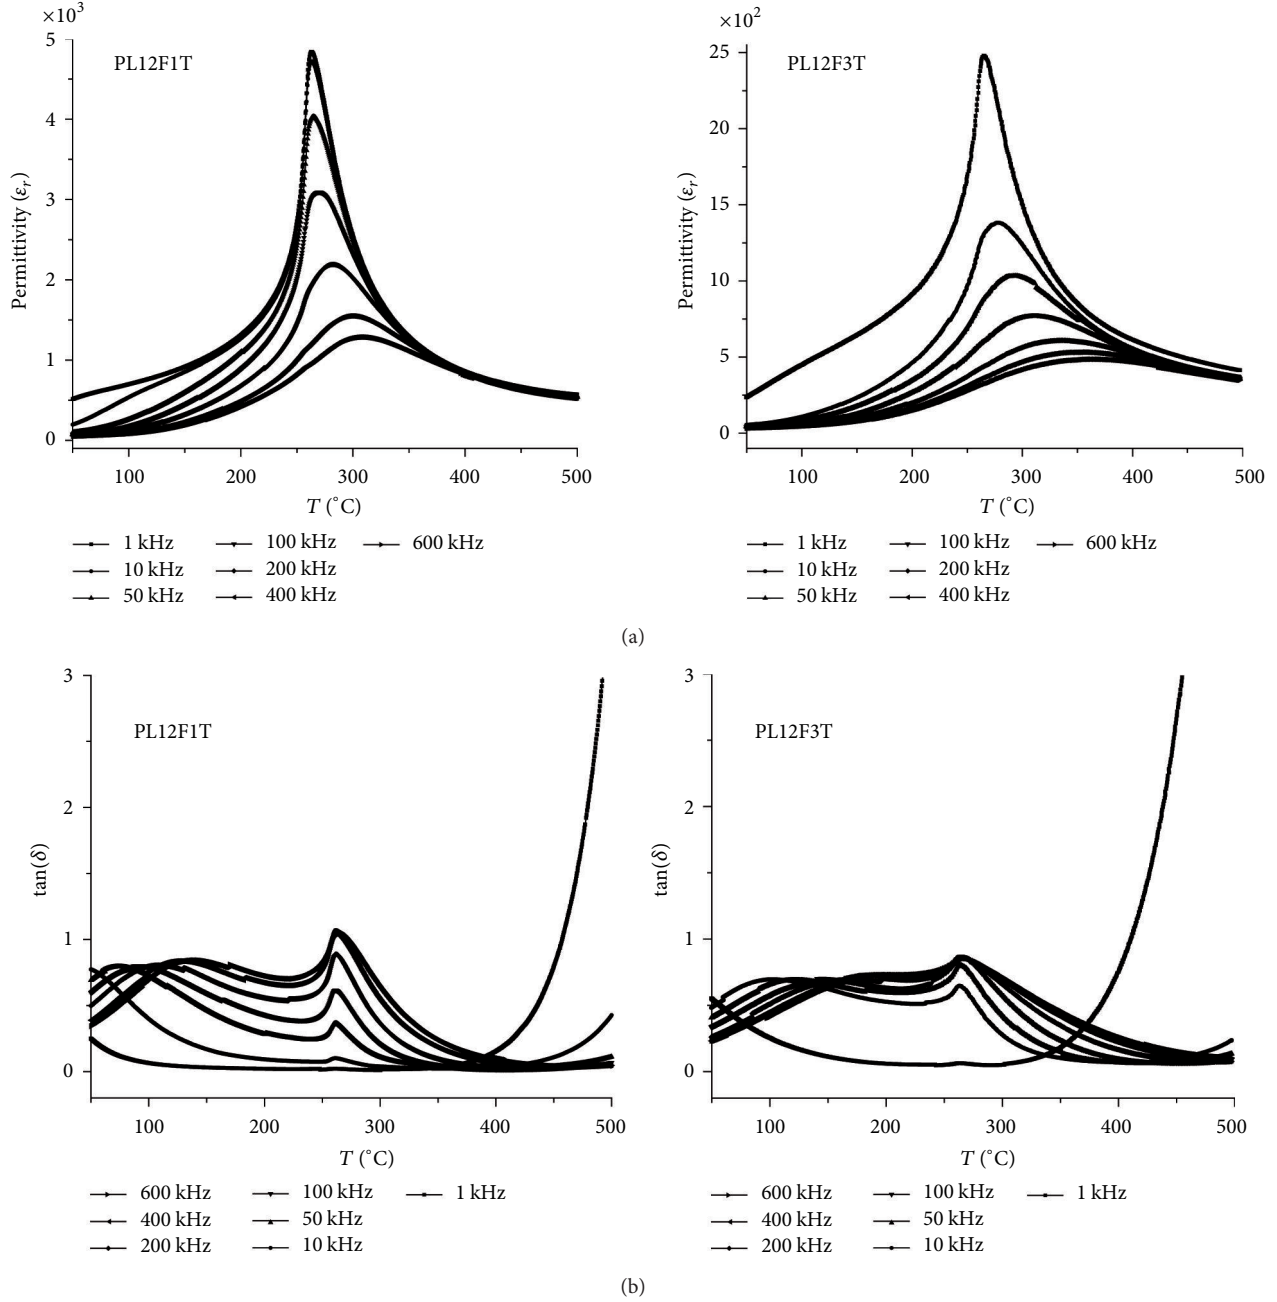 ×10³
5
4
3
2
1
0
Permittivity (εᵣ)
PL12F1T
100 200 300 400 500
T (°C)
1 kHz 100 kHz 600 kHz
10 kHz 200 kHz
50 kHz 400 kHz
×10²
25
20
15
10
5
0
Permittivity (εᵣ)
PL12F3T
100 200 300 400 500
T (°C)
1 kHz 100 kHz 600 kHz
10 kHz 200 kHz
50 kHz 400 kHz
(a)
3
2
1
0
tan(δ)
PL12F1T
100 200 300 400 500
T (°C)
600 kHz 100 kHz 1 kHz
400 kHz 50 kHz
200 kHz 10 kHz
3
2
1
0
tan(δ)
PL12F3T
100 200 300 400 500
T (°C)
600 kHz 100 kHz 1 kHz
400 kHz 50 kHz
200 kHz 10 kHz
(b)